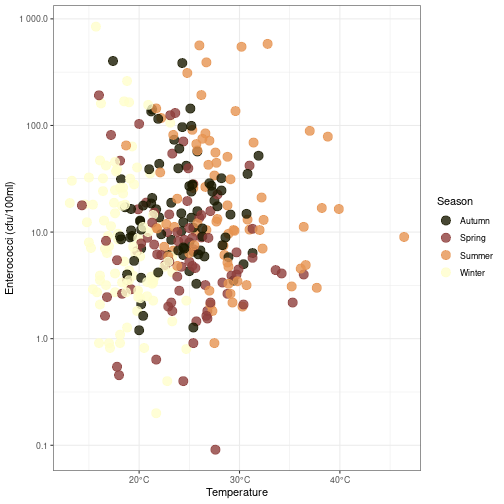 Enterococci (cfu/100ml)
1 000.0
100.0
10.0
1.0
0.1
20°C
30°C
40°C
Temperature
Season
Autumn
Spring
Summer
Winter